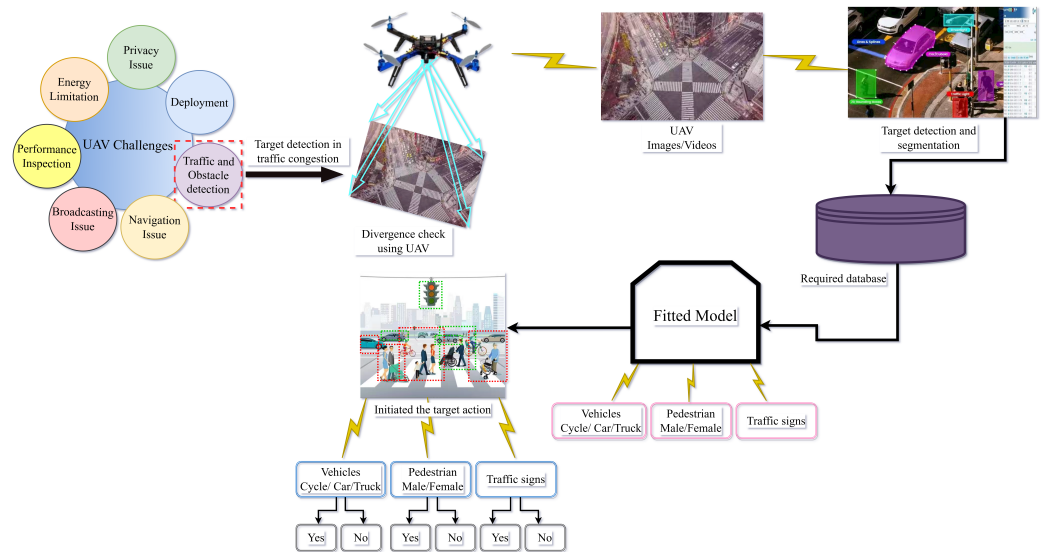 Privacy
Issue
Energy
Limitation
Deployment
UAV Challenges
Performance
Inspection
Traffic and
Obstacle
detection
Broadcasting
Issue
Navigation
Issue
Target detection in
traffic congestion
Divergence check
using UAV
UAV
Images/Videos
Target detection and
segmentation
Required database
Fitted Model
Vehicles
Cycle/ Car/Truck
Pedestrian
Male/Female
Traffic signs
Initiated the target action
Vehicles
Cycle/ Car/Truck
Pedestrian
Male/Female
Traffic signs
Yes
No
Yes
No
Yes
No